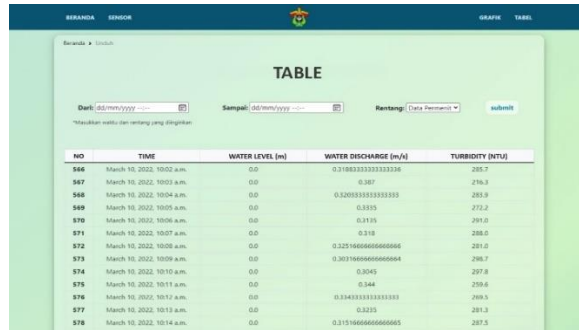 BERANDA SENSOR GRAFIK TABEL
Beranda > Unduh
TABLE
Dari: dd/mm/yyyy --:-- Sampai: dd/mm/yyyy --:-- Rentang: Data Permenit submit
*Masukkan waktu dan rentang yang diinginkan
NO TIME WATER LEVEL (m) WATER DISCHARGE (m/s) TURBIDITY (NTU)
566 March 10, 2022, 10:02 a.m. 0.0 0.31883333333333336 285.7
567 March 10, 2022, 10:03 a.m. 0.0 0.387 216.3
568 March 10, 2022, 10:04 a.m. 0.0 0.3203333333333333 283.9
569 March 10, 2022, 10:05 a.m. 0.0 0.3335 272.2
570 March 10, 2022, 10:06 a.m. 0.0 0.3135 291.0
571 March 10, 2022, 10:07 a.m. 0.0 0.318 288.0
572 March 10, 2022, 10:08 a.m. 0.0 0.32516666666666666 281.0
573 March 10, 2022, 10:09 a.m. 0.0 0.30316666666666664 298.7
574 March 10, 2022, 10:10 a.m. 0.0 0.3045 297.8
575 March 10, 2022, 10:11 a.m. 0.0 0.344 259.6
576 March 10, 2022, 10:12 a.m. 0.0 0.3343333333333333 269.5
577 March 10, 2022, 10:13 a.m. 0.0 0.3235 281.3
578 March 10, 2022, 10:14 a.m. 0.0 0.31516666666666665 287.5